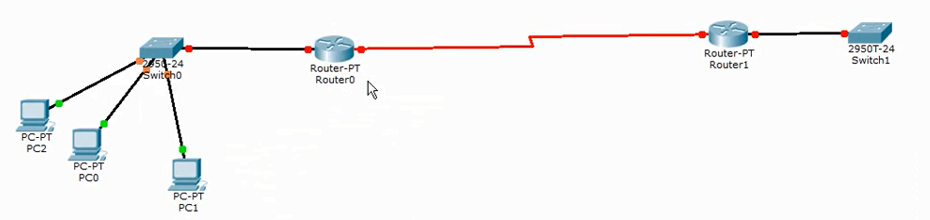 2950-24
Switch0
Router-PT
Router0
Router-PT
Router1
2950T-24
Switch1
PC-PT
PC2
PC-PT
PC0
PC-PT
PC1